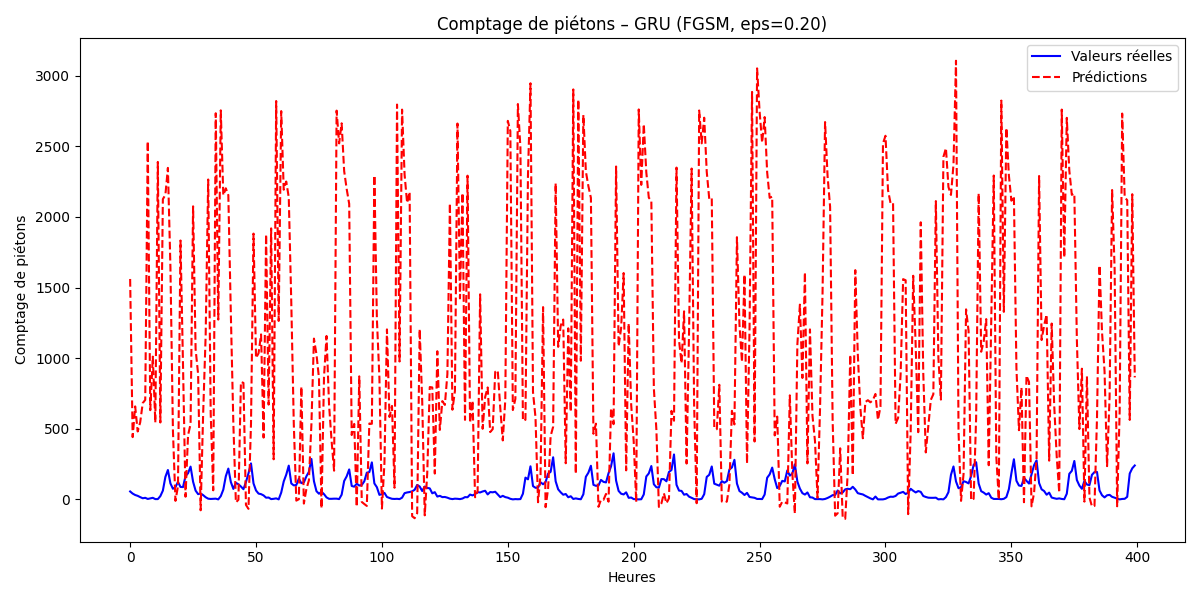 Comptage de piétons – GRU (FGSM, eps=0.20)
Valeurs réelles
Prédictions
Comptage de piétons
3000
2500
2000
1500
1000
500
0
0 50 100 150 200 250 300 350 400
Heures